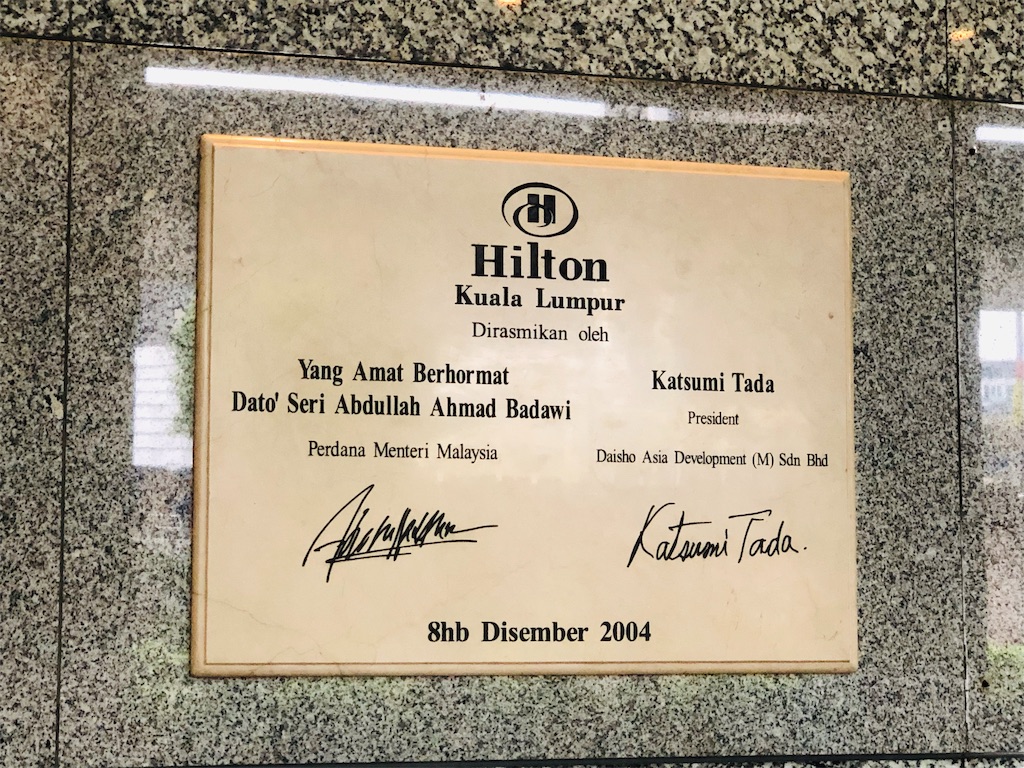 Hilton
Kuala Lumpur
Dirasmikan oleh
Yang Amat Berhormat
Dato' Seri Abdullah Ahmad Badawi
Perdana Menteri Malaysia
Katsumi Tada
President
Daisho Asia Development (M) Sdn Bhd
Katsumi Tada.
8hb Disember 2004